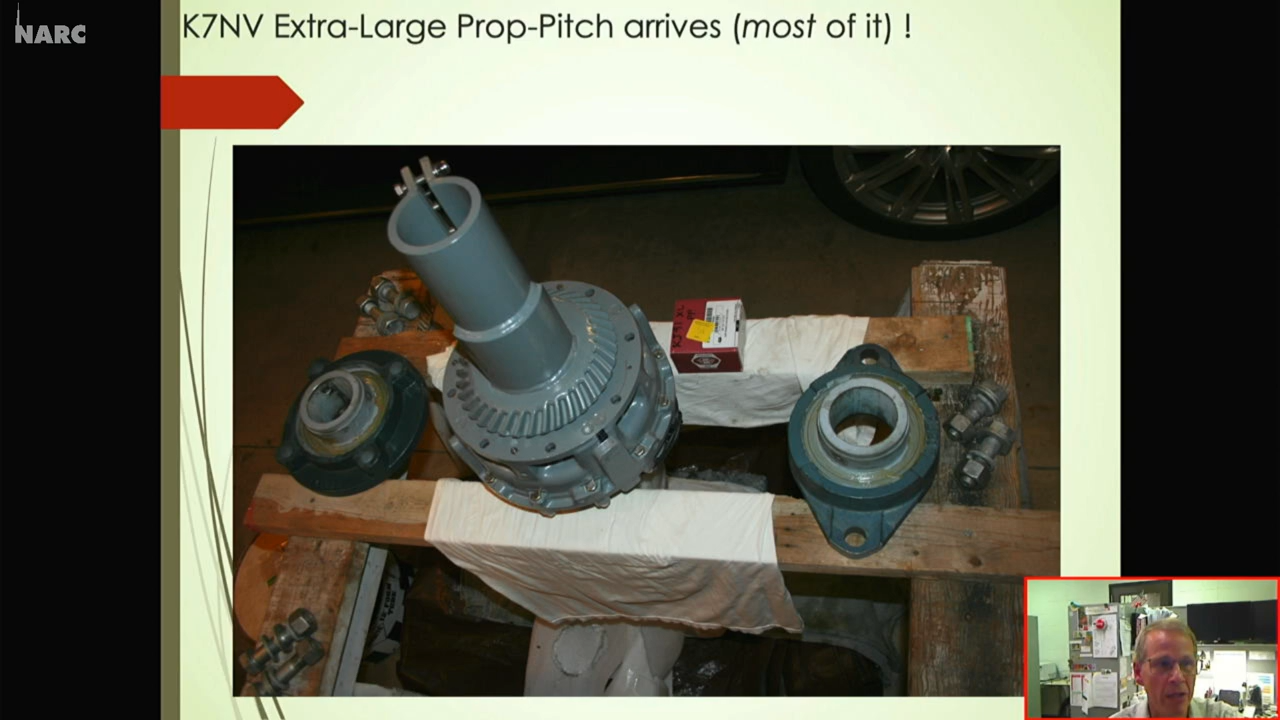 NARC
K7NV Extra-Large Prop-Pitch arrives (most of it) !